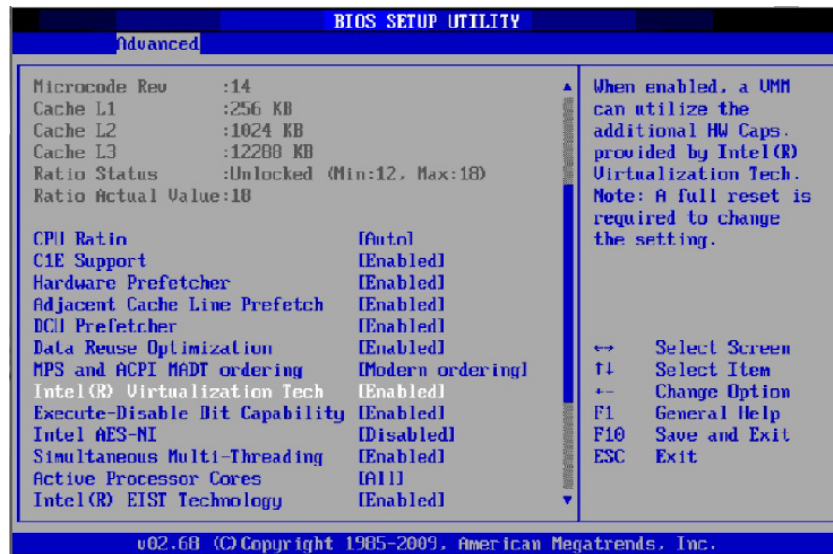 BIOS SETUP UTILITY
Advanced
Microcode Rev :14
Cache L1 :256 KB
Cache L2 :1024 KB
Cache L3 :12288 KB
Ratio Status :Unlocked (Min:12, Max:18)
Ratio Actual Value:18
CPU Ratio [Auto]
C1E Support [Enabled]
Hardware Prefetcher [Enabled]
Adjacent Cache Line Prefetch [Enabled]
DCU Prefetcher [Enabled]
Data Reuse Optimization [Enabled]
MPS and ACPI MADT ordering [Modern ordering]
Intel(R) Virtualization Tech [Enabled]
Execute-Disable Bit Capability [Enabled]
Intel AES-NI [Disabled]
Simultaneous Multi-Threading [Enabled]
Active Processor Cores [All]
Intel(R) EIST Technology [Enabled]
When enabled, a VMM
can utilize the
additional HW Caps.
provided by Intel(R)
Virtualization Tech.
Note: A full reset is
required to change
the setting.
↔ Select Screen
↑↓ Select Item
+- Change Option
F1 General Help
F10 Save and Exit
ESC Exit
v02.68 (C)Copyright 1985-2009, American Megatrends, Inc.